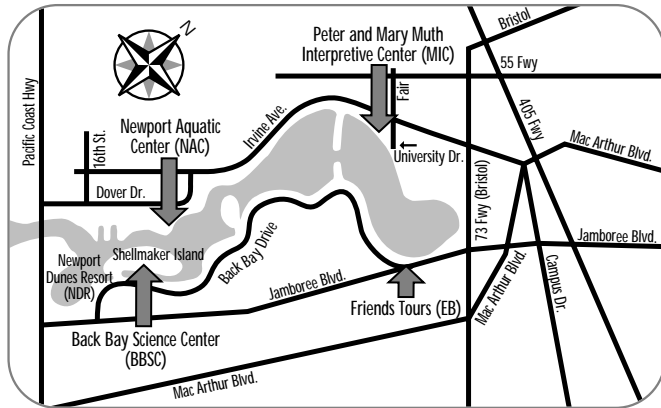 N
Pacific Coast Hwy
16th St.
Newport Aquatic
Center (NAC)
Dover Dr.
Irvine Ave.
Peter and Mary Muth
Interpretive Center (MIC)
Fair
University Dr.
Bristol
55 Fwy
405 Fwy
Mac Arthur Blvd.
73 Fwy (Bristol)
Jamboree Blvd.
Mac Arthur Blvd.
Campus Dr.
Newport
Dunes Resort
(NDR)
Shellmaker Island
Back Bay Drive
Jamboree Blvd.
Friends Tours (EB)
Back Bay Science Center
(BBSC)
Mac Arthur Blvd.